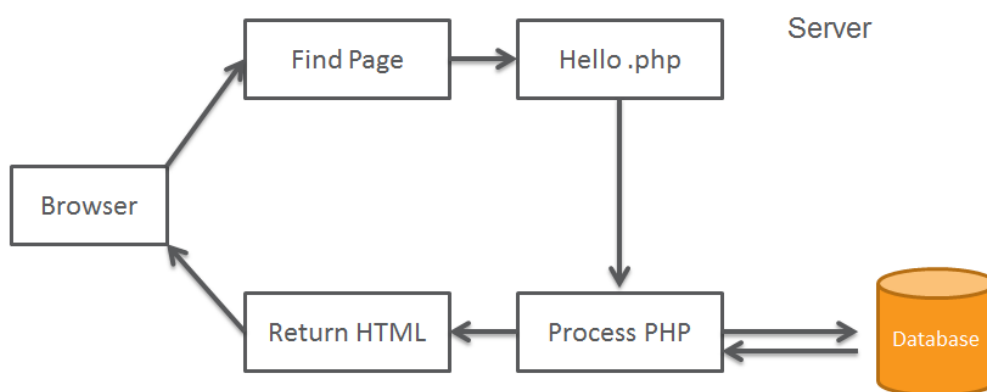 Server
Find Page
Hello .php
Browser
Return HTML
Process PHP
Database